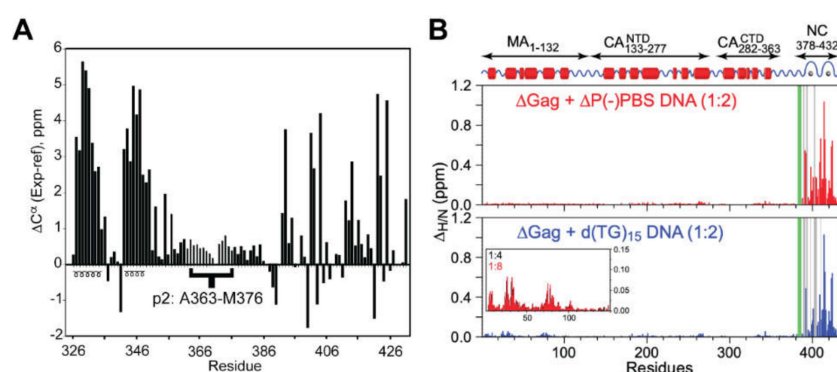 A
ΔCᵅ (Exp-ref), ppm
6
5
4
3
2
1
0
-1
-2
p2: A363-M376
326 346 366 386 406 426
Residue
B
MA1-132
CA NTD 133-277
CA CTD 282-363
NC 378-432
ΔGag + ΔP(-)PBS DNA (1:2)
1.2
0.8
0.4
0.0
ΔH/N (ppm)
ΔGag + d(TG)15 DNA (1:2)
1.2
0.8
0.4
0.0
1:4
1:8
0.15
0.10
0.05
0.00
50 100
100 200 300 400
Residues